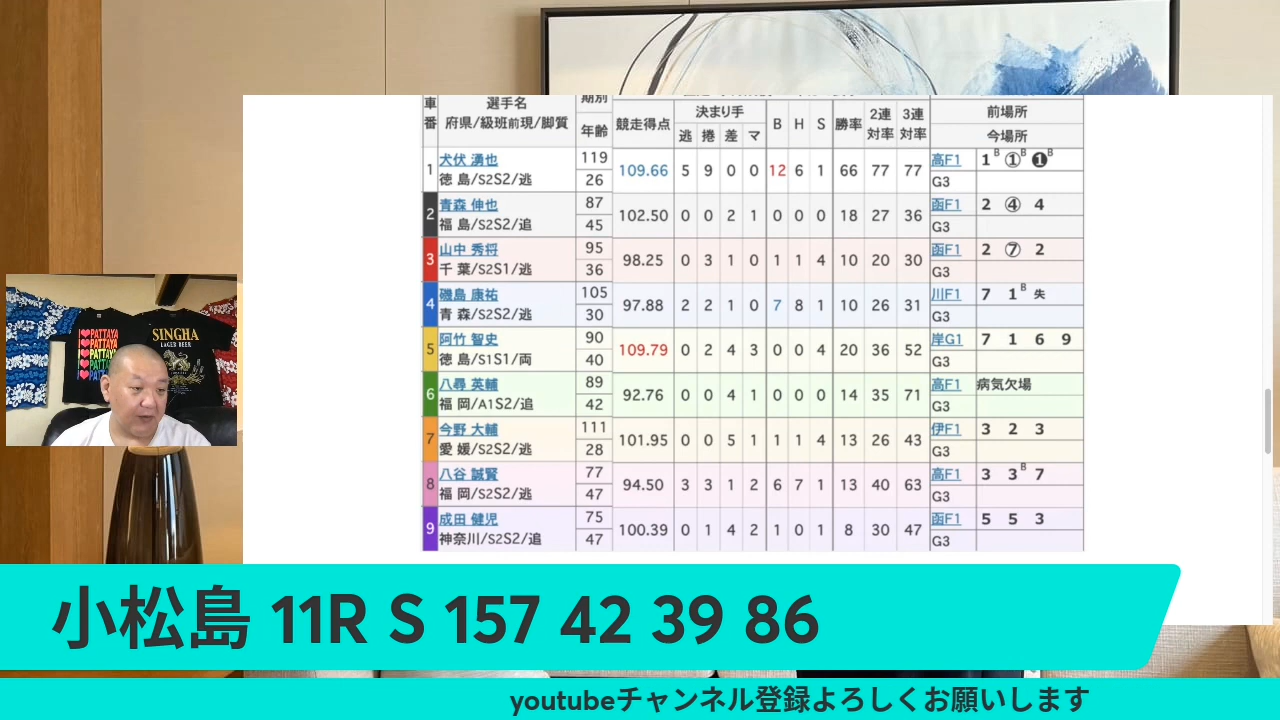 車番 選手名 府県/級班前現/脚質 期別 年齢 競走得点 決まり手 逃 捲 差 マ B H S 勝率 2連対率 3連対率 前場所 今場所
1 犬伏 湧也 徳 島/S2S2/逃 119 26 109.66 5 9 0 0 12 6 1 66 77 77 高F1 1B ① ❶B G3
2 青森 伸也 福 島/S2S2/追 87 45 102.50 0 0 2 1 0 0 0 18 27 36 函F1 2 ④ 4 G3
3 山中 秀将 千 葉/S2S1/逃 95 36 98.25 0 3 1 0 1 1 4 10 20 30 函F1 2 ⑦ 2 G3
4 磯島 康祐 青 森/S2S2/逃 105 30 97.88 2 2 1 0 7 8 1 10 26 31 川F1 7 1B 失 G3
5 阿竹 智史 徳 島/S1S1/両 90 40 109.79 0 2 4 3 0 0 4 20 36 52 岸G1 7 1 6 9 G3
6 八尋 英輔 福 岡/A1S2/追 89 42 92.76 0 0 4 1 0 0 0 14 35 71 高F1 病気欠場 G3
7 今野 大輔 愛 媛/S2S2/逃 111 28 101.95 0 0 5 1 1 1 4 13 26 43 伊F1 3 2 3 G3
8 八谷 誠賢 福 岡/S2S2/逃 77 47 94.50 3 3 1 2 6 7 1 13 40 63 高F1 3 3B 7 G3
9 成田 健児 神奈川/S2S2/追 75 47 100.39 0 1 4 2 1 0 1 8 30 47 函F1 5 5 3 G3
I PATTAYA
I PATTAYA
I PATTAYA
SINGHA
LAGER BEER
小松島 11R S 157 42 39 86
youtubeチャンネル登録よろしくお願いします